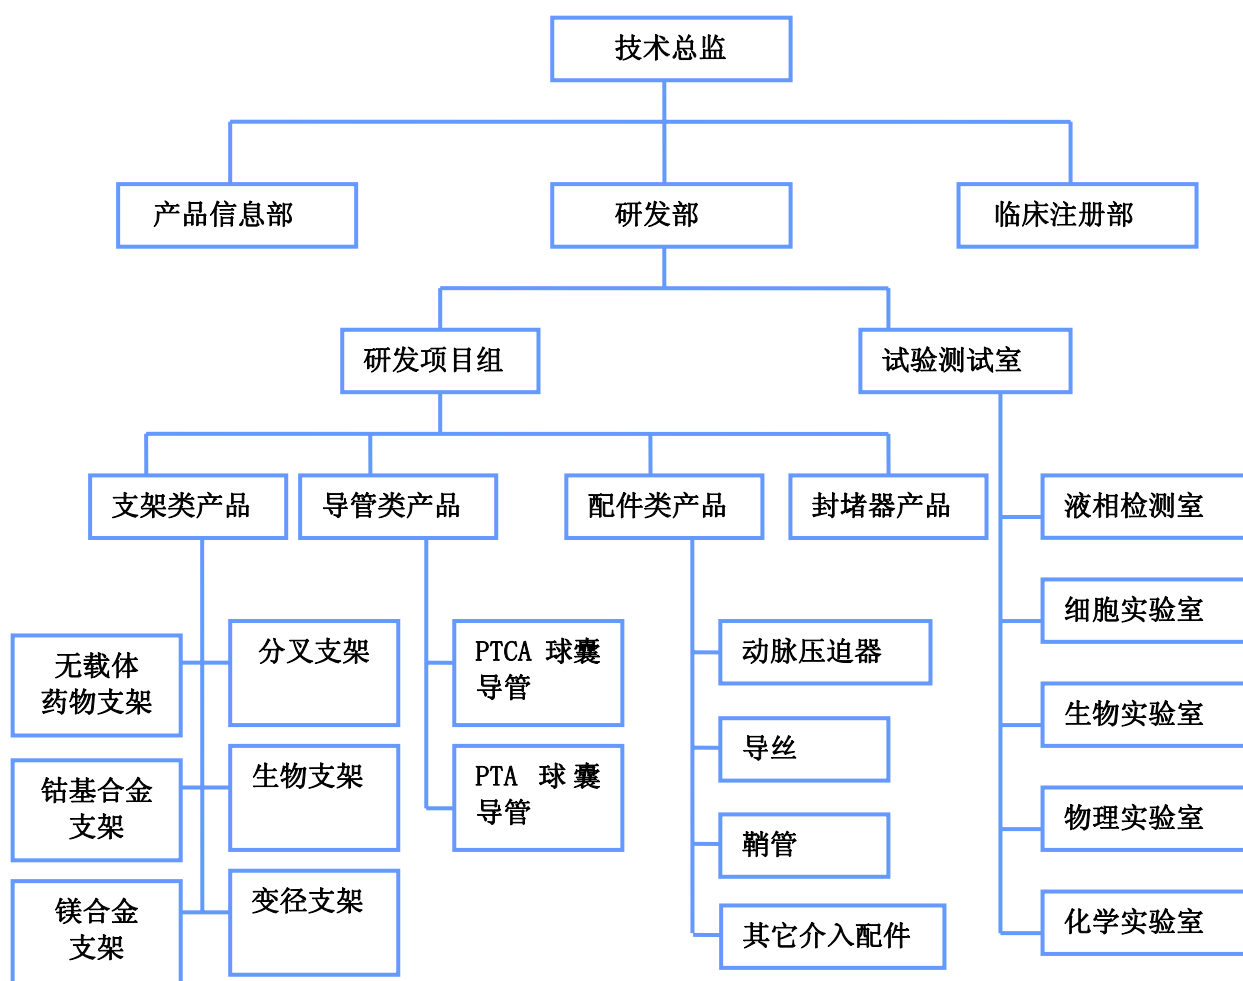 技术总监
产品信息部
研发部
临床注册部
研发项目组
试验测试室
支架类产品
导管类产品
配件类产品
封堵器产品
液相检测室
细胞实验室
生物实验室
物理实验室
化学实验室
无载体
药物支架
钴基合金
支架
镁合金
支架
分叉支架
生物支架
变径支架
PTCA 球囊
导管
PTA 球囊
导管
动脉压迫器
导丝
鞘管
其它介入配件